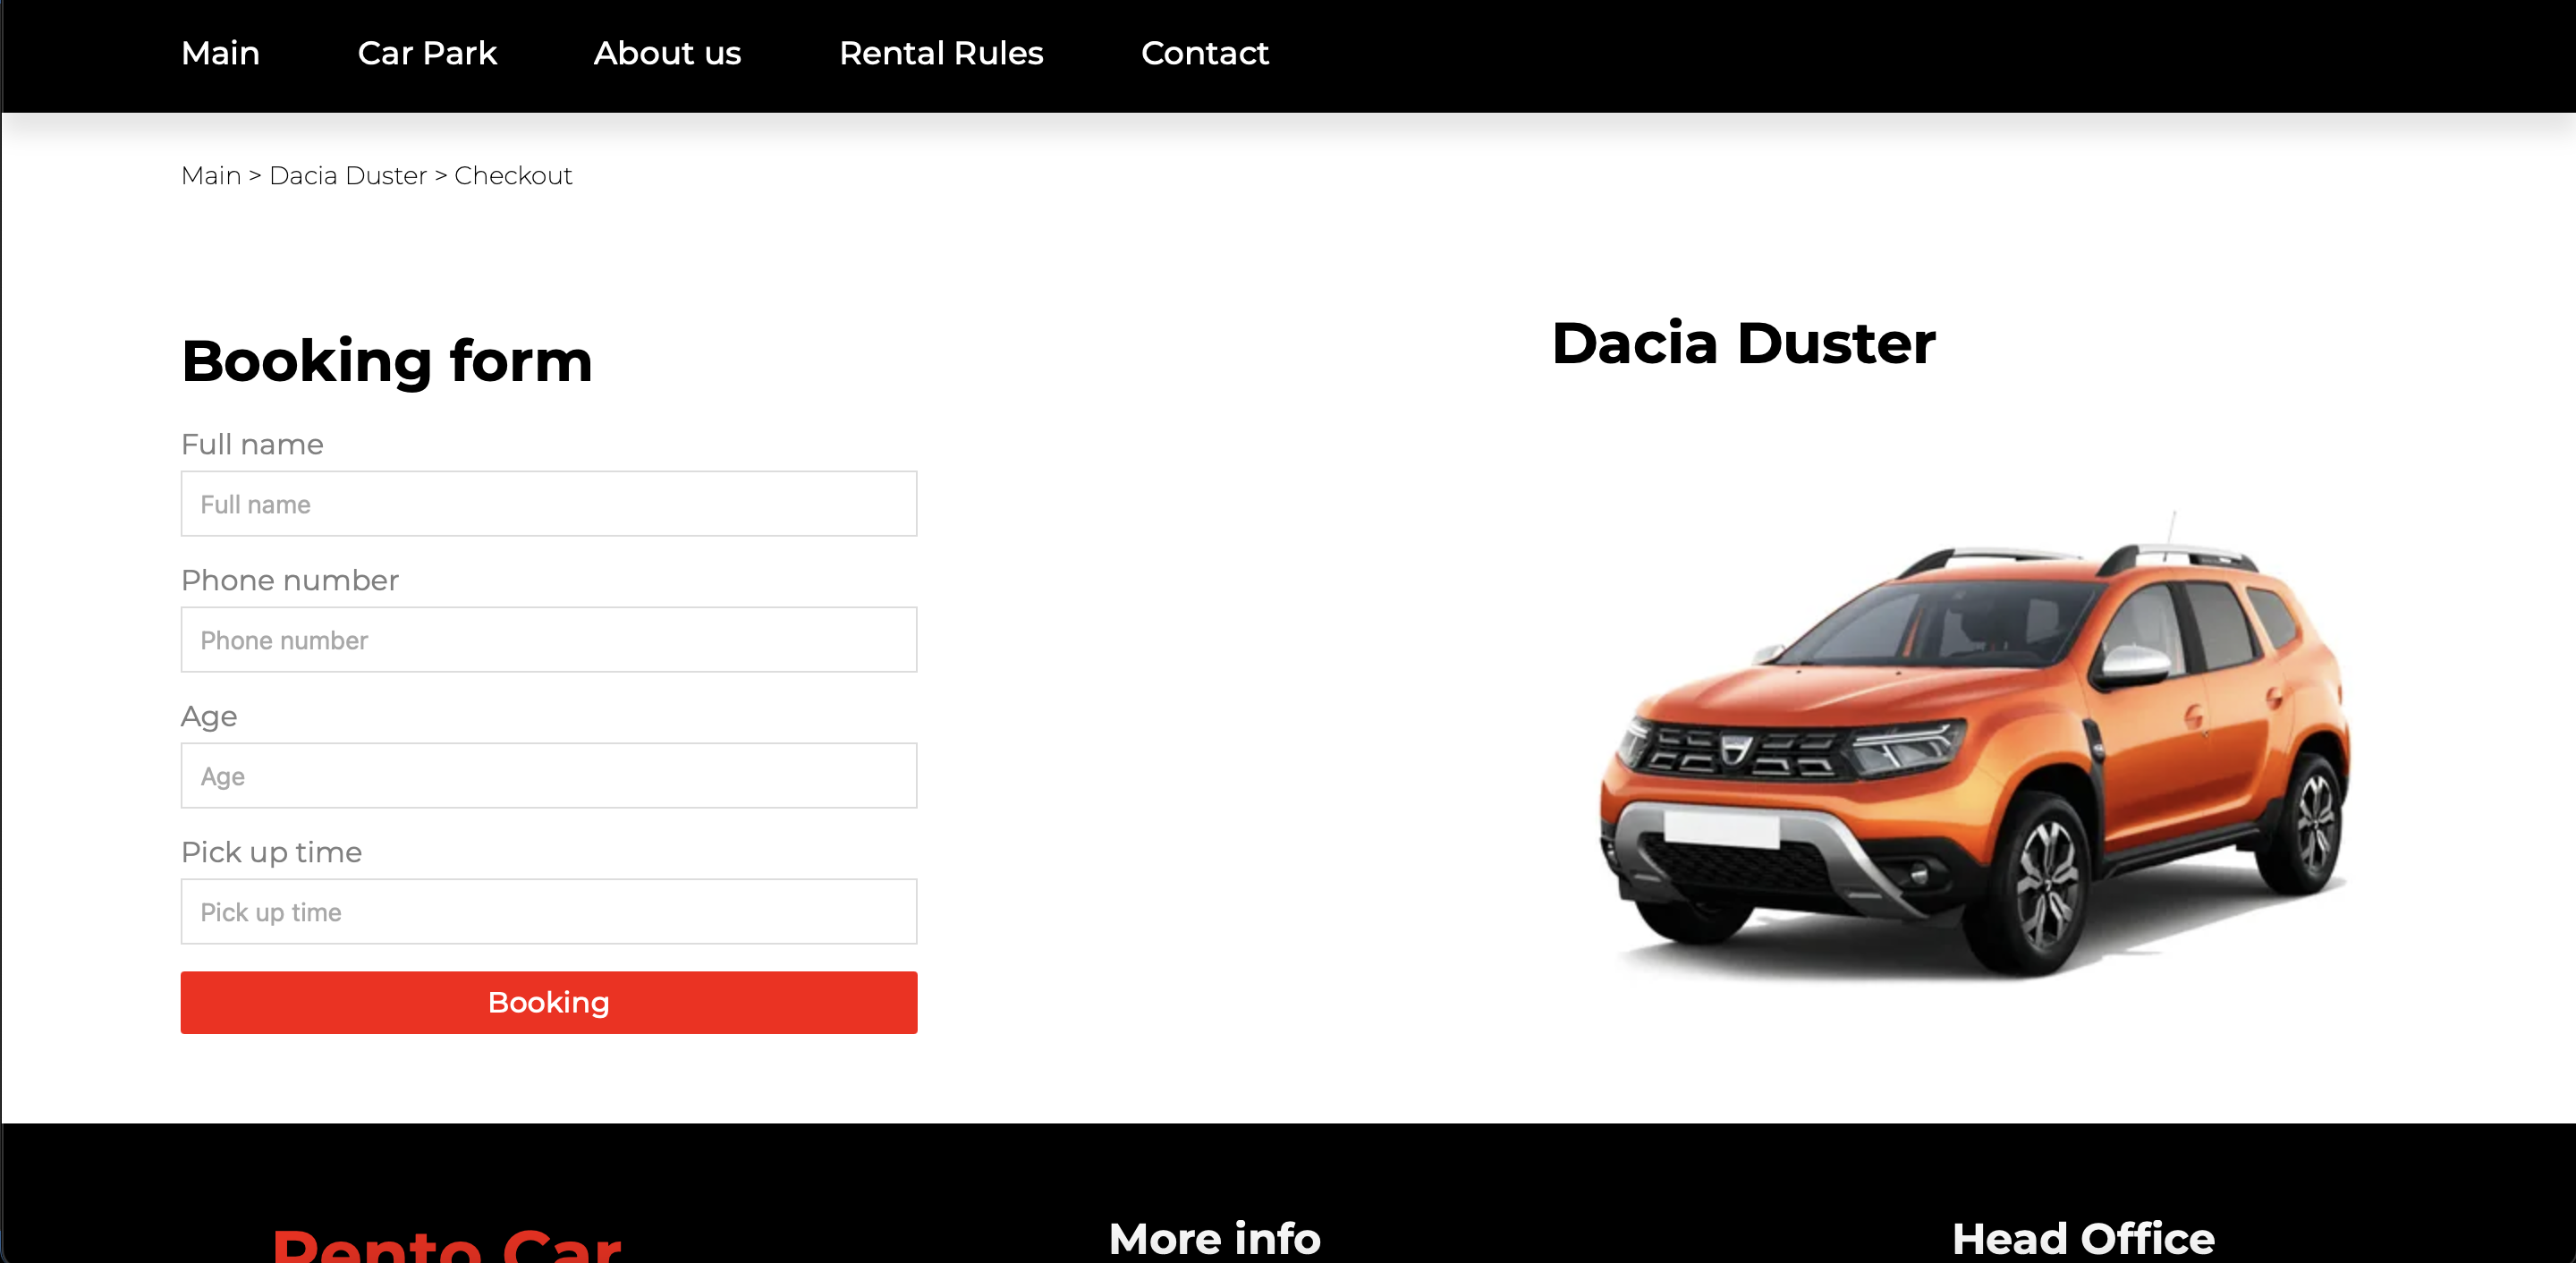 Main Car Park About us Rental Rules Contact
Main > Dacia Duster > Checkout
Booking form
Full name
Full name
Phone number
Phone number
Age
Age
Pick up time
Pick up time
Booking
Dacia Duster
Rento Car
More info
Head Office